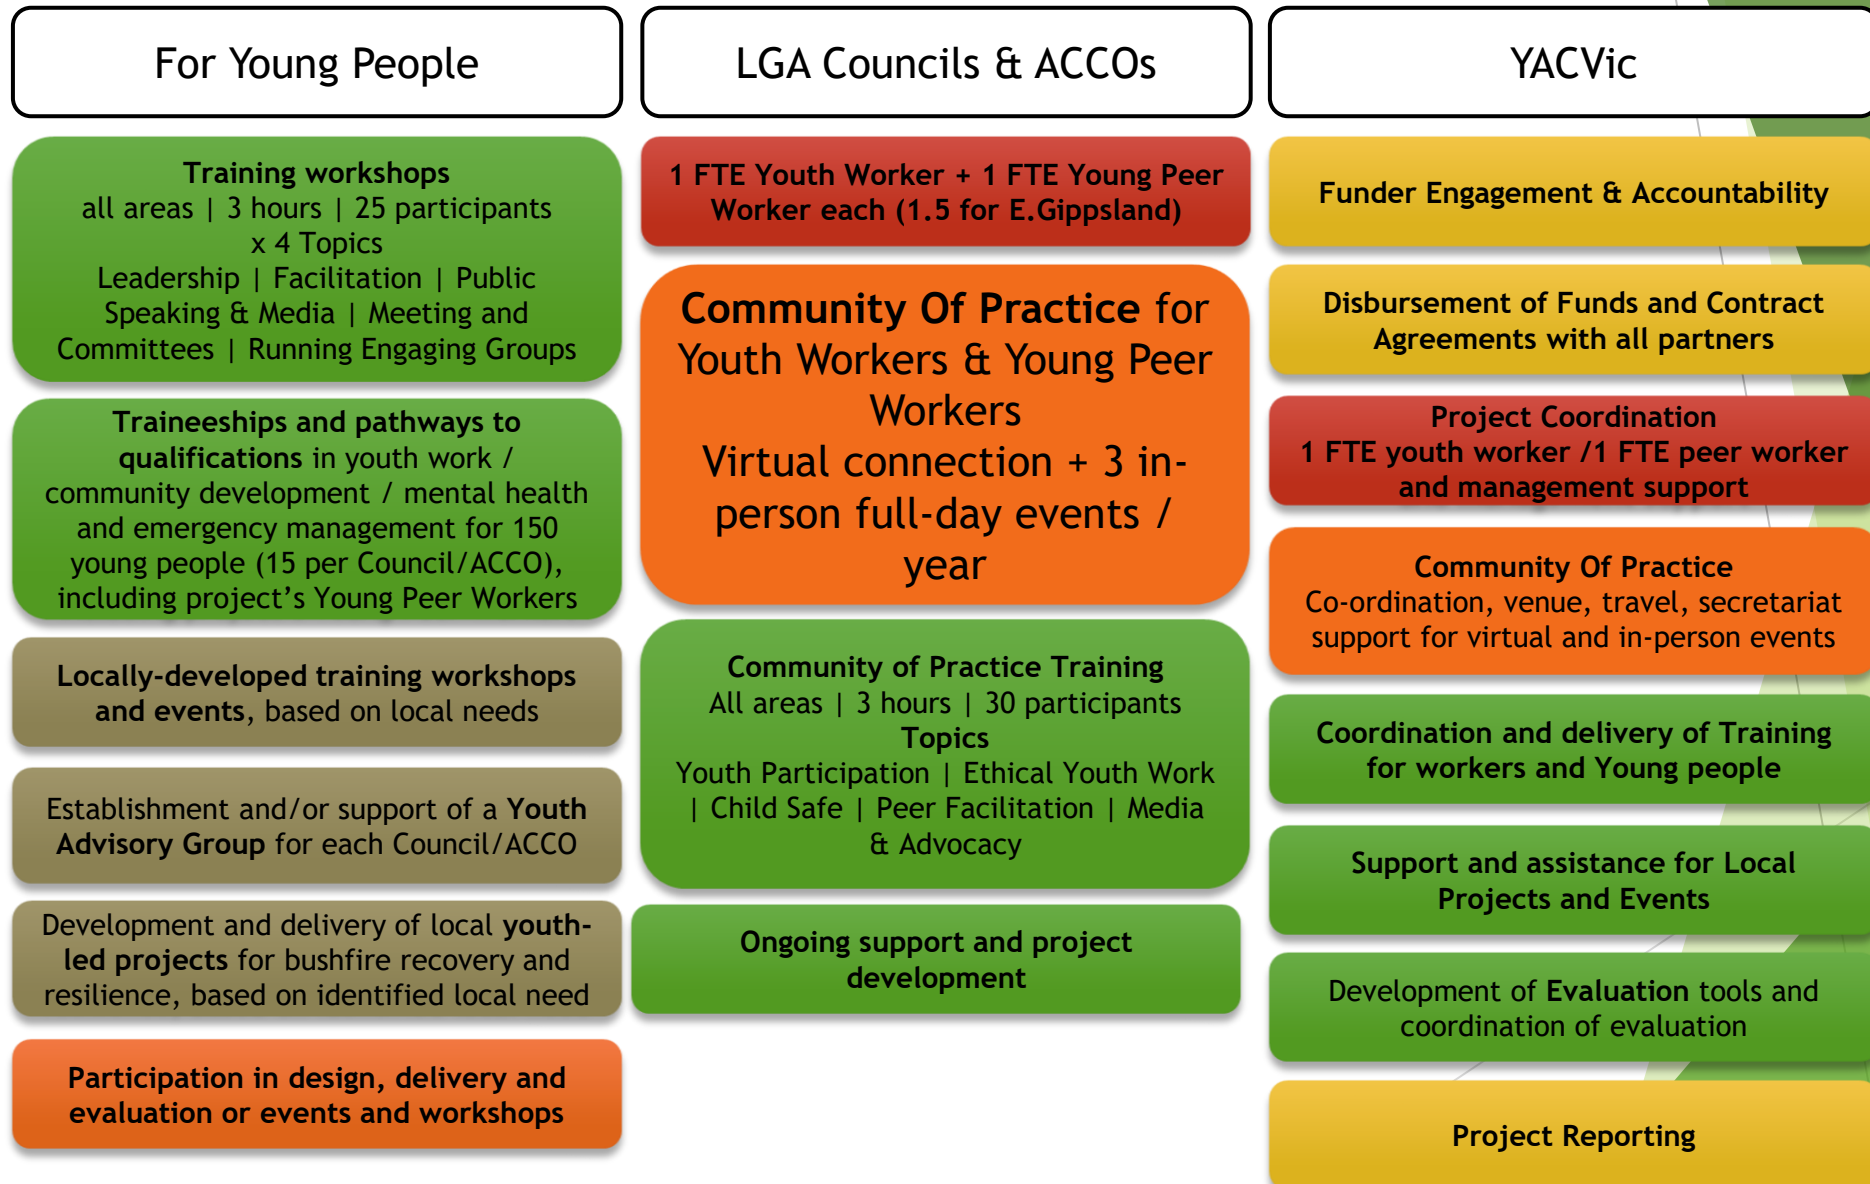 For Young People
Training workshops
all areas | 3 hours | 25 participants
x 4 Topics
Leadership | Facilitation | Public
Speaking & Media | Meeting and
Committees | Running Engaging Groups
Traineeships and pathways to
qualifications in youth work /
community development / mental health
and emergency management for 150
young people (15 per Council/ACCO),
including project’s Young Peer Workers
Locally-developed training workshops
and events, based on local needs
Establishment and/or support of a Youth
Advisory Group for each Council/ACCO
Development and delivery of local youth-
led projects for bushfire recovery and
resilience, based on identified local need
Participation in design, delivery and
evaluation or events and workshops
LGA Councils & ACCOs
1 FTE Youth Worker + 1 FTE Young Peer
Worker each (1.5 for E.Gippsland)
Community Of Practice for
Youth Workers & Young Peer
Workers
Virtual connection + 3 in-
person full-day events /
year
Community of Practice Training
All areas | 3 hours | 30 participants
Topics
Youth Participation | Ethical Youth Work
| Child Safe | Peer Facilitation | Media
& Advocacy
Ongoing support and project
development
YACVic
Funder Engagement & Accountability
Disbursement of Funds and Contract
Agreements with all partners
Project Coordination
1 FTE youth worker /1 FTE peer worker
and management support
Community Of Practice
Co-ordination, venue, travel, secretariat
support for virtual and in-person events
Coordination and delivery of Training
for workers and Young people
Support and assistance for Local
Projects and Events
Development of Evaluation tools and
coordination of evaluation
Project Reporting